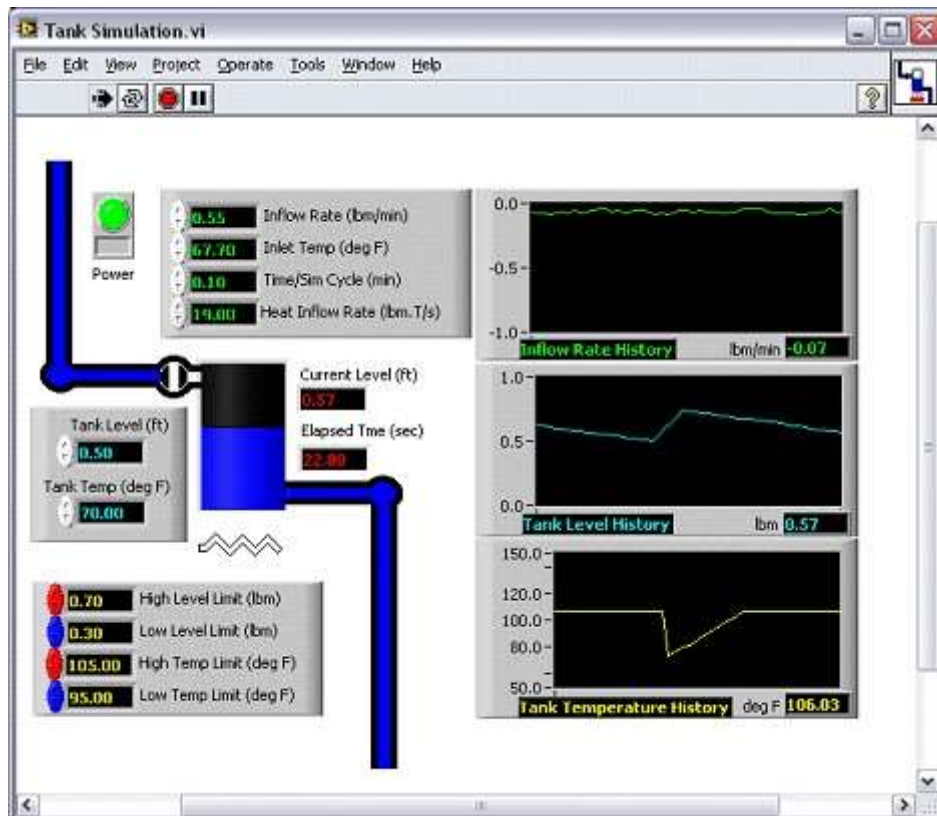 Tank Simulation.vi
File Edit View Project Operate Tools Window Help
?
Power
0.55 Inflow Rate (lbm/min)
67.70 Inlet Temp (deg F)
0.10 Time/Sim Cycle (min)
19.00 Heat Inflow Rate (lbm.T/s)
0.0
-0.5
-1.0
Inflow Rate History lbm/min -0.07
Current Level (ft)
0.57
Elapsed Tme (sec)
22.00
Tank Level (ft)
0.50
Tank Temp (deg F)
70.00
1.0
0.5
0.0
Tank Level History lbm 0.57
0.70 High Level Limit (lbm)
0.30 Low Level Limit (lbm)
105.00 High Temp Limit (deg F)
95.00 Low Temp Limit (deg F)
150.0
120.0
100.0
80.0
50.0
Tank Temperature History deg F 106.03